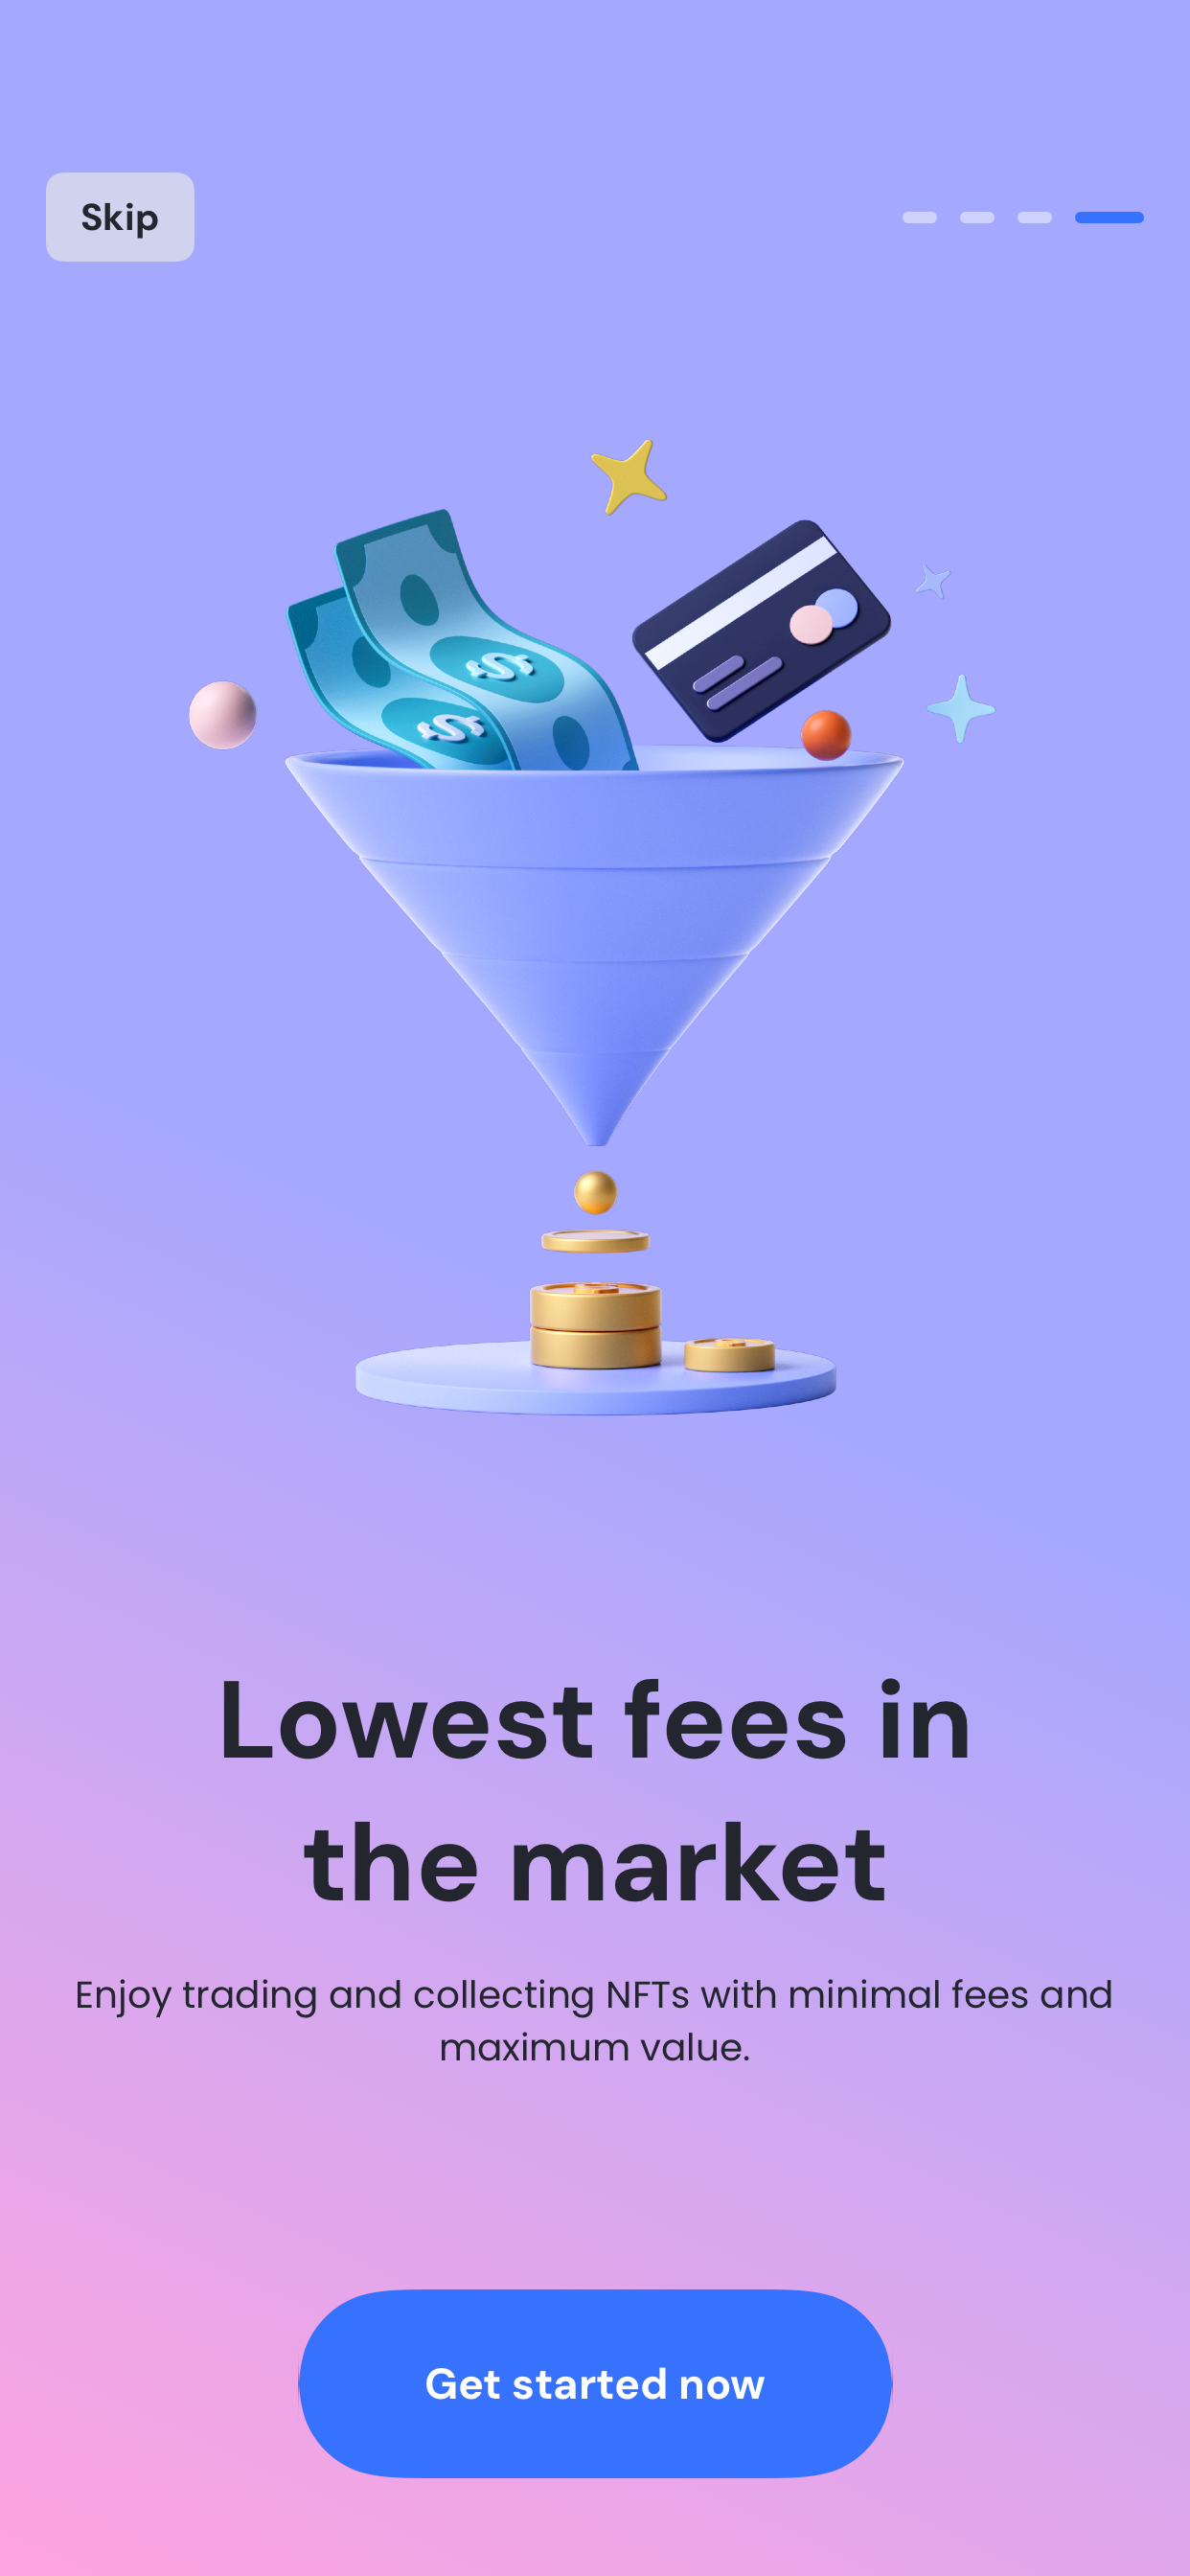 Skip
$
$
Lowest fees in
the market
Enjoy trading and collecting NFTs with minimal fees and
maximum value.
Get started now